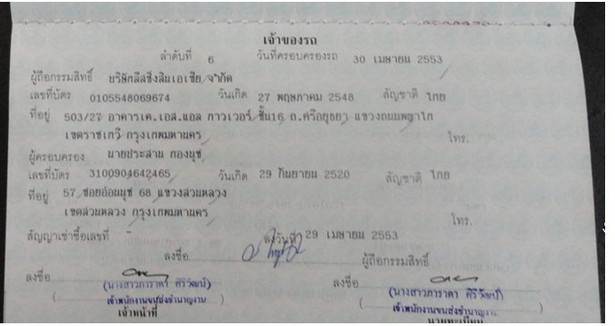 เจ้าของรถ
ลำดับที่ 6 วันที่ครอบครองรถ 30 เมษายน 2553
ผู้ถือกรรมสิทธิ์ บริษัทลีสซิ่งสินเอเซีย จำกัด
เลขที่บัตร 0105548069674 วันเกิด 27 พฤษภาคม 2548 สัญชาติ ไทย
ที่อยู่ 503/27 อาคารเค.เอส.แอล ทาวเวอร์ ชั้น16 ถ.ศรีอยุธยา แขวงถนนพญาไท
เขตราชเทวี กรุงเทพมหานคร โทร.
ผู้ครอบครอง นายประสาน ทองนุช
เลขที่บัตร 3100904642465 วันเกิด 29 กันยายน 2520 สัญชาติ ไทย
ที่อยู่ 57 ซอยอ่อนนุช 68 แขวงสวนหลวง
เขตสวนหลวง กรุงเทพมหานคร โทร.
สัญญาเช่าซื้อเลขที่ - ลงวันที่ 29 เมษายน 2553
ลงชื่อ ผู้ถือกรรมสิทธิ์
ลงชื่อ ลงชื่อ
(นางสาวภาราดา ศิริวัฒน์) (นางสาวภาราดา ศิริวัฒน์)
เจ้าพนักงานขนส่งชำนาญงาน เจ้าพนักงานขนส่งชำนาญงาน
เจ้าหน้าที่ นายทะเบียน